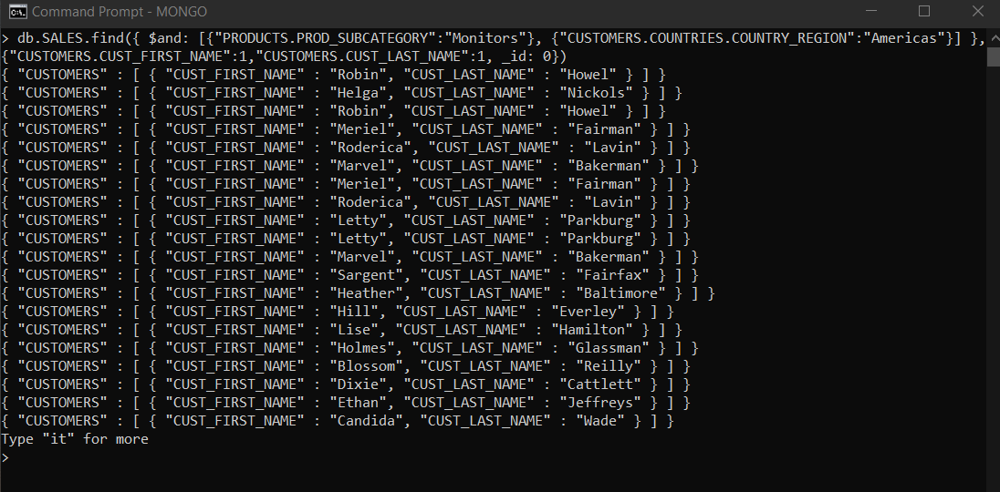 Command Prompt - MONGO
> db.SALES.find({ $and: [{"PRODUCTS.PROD_SUBCATEGORY":"Monitors"}, {"CUSTOMERS.COUNTRIES.COUNTRY_REGION":"Americas"}] },
{"CUSTOMERS.CUST_FIRST_NAME":1,"CUSTOMERS.CUST_LAST_NAME":1, _id: 0})
{ "CUSTOMERS" : [ { "CUST_FIRST_NAME" : "Robin", "CUST_LAST_NAME" : "Howel" } ] }
{ "CUSTOMERS" : [ { "CUST_FIRST_NAME" : "Helga", "CUST_LAST_NAME" : "Nickols" } ] }
{ "CUSTOMERS" : [ { "CUST_FIRST_NAME" : "Robin", "CUST_LAST_NAME" : "Howel" } ] }
{ "CUSTOMERS" : [ { "CUST_FIRST_NAME" : "Meriel", "CUST_LAST_NAME" : "Fairman" } ] }
{ "CUSTOMERS" : [ { "CUST_FIRST_NAME" : "Roderica", "CUST_LAST_NAME" : "Lavin" } ] }
{ "CUSTOMERS" : [ { "CUST_FIRST_NAME" : "Marvel", "CUST_LAST_NAME" : "Bakerman" } ] }
{ "CUSTOMERS" : [ { "CUST_FIRST_NAME" : "Meriel", "CUST_LAST_NAME" : "Fairman" } ] }
{ "CUSTOMERS" : [ { "CUST_FIRST_NAME" : "Roderica", "CUST_LAST_NAME" : "Lavin" } ] }
{ "CUSTOMERS" : [ { "CUST_FIRST_NAME" : "Letty", "CUST_LAST_NAME" : "Parkburg" } ] }
{ "CUSTOMERS" : [ { "CUST_FIRST_NAME" : "Letty", "CUST_LAST_NAME" : "Parkburg" } ] }
{ "CUSTOMERS" : [ { "CUST_FIRST_NAME" : "Marvel", "CUST_LAST_NAME" : "Bakerman" } ] }
{ "CUSTOMERS" : [ { "CUST_FIRST_NAME" : "Sargent", "CUST_LAST_NAME" : "Fairfax" } ] }
{ "CUSTOMERS" : [ { "CUST_FIRST_NAME" : "Heather", "CUST_LAST_NAME" : "Baltimore" } ] }
{ "CUSTOMERS" : [ { "CUST_FIRST_NAME" : "Hill", "CUST_LAST_NAME" : "Everley" } ] }
{ "CUSTOMERS" : [ { "CUST_FIRST_NAME" : "Lise", "CUST_LAST_NAME" : "Hamilton" } ] }
{ "CUSTOMERS" : [ { "CUST_FIRST_NAME" : "Holmes", "CUST_LAST_NAME" : "Glassman" } ] }
{ "CUSTOMERS" : [ { "CUST_FIRST_NAME" : "Blossom", "CUST_LAST_NAME" : "Reilly" } ] }
{ "CUSTOMERS" : [ { "CUST_FIRST_NAME" : "Dixie", "CUST_LAST_NAME" : "Cattlett" } ] }
{ "CUSTOMERS" : [ { "CUST_FIRST_NAME" : "Ethan", "CUST_LAST_NAME" : "Jeffreys" } ] }
{ "CUSTOMERS" : [ { "CUST_FIRST_NAME" : "Candida", "CUST_LAST_NAME" : "Wade" } ] }
Type "it" for more
>